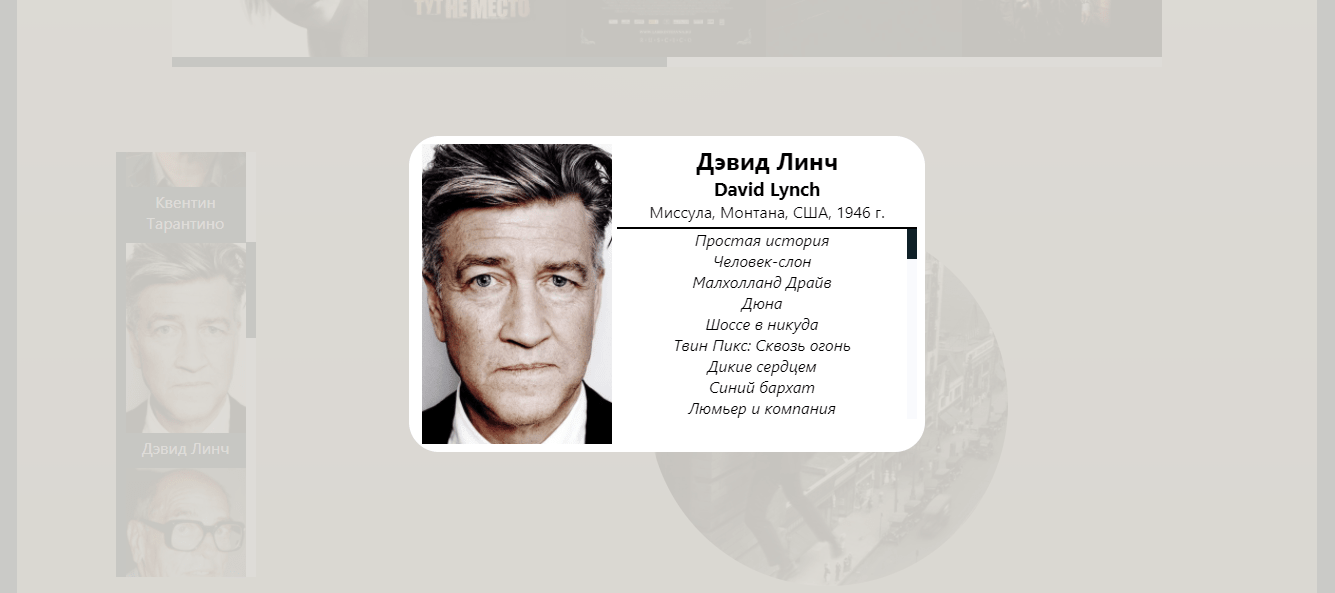 ТУТ НЕ МЕСТО
Квентин
Тарантино
Дэвид Линч
Дэвид Линч
David Lynch
Миссула, Монтана, США, 1946 г.
Простая история
Человек-слон
Малхолланд Драйв
Дюна
Шоссе в никуда
Твин Пикс: Сквозь огонь
Дикие сердцем
Синий бархат
Люмьер и компания